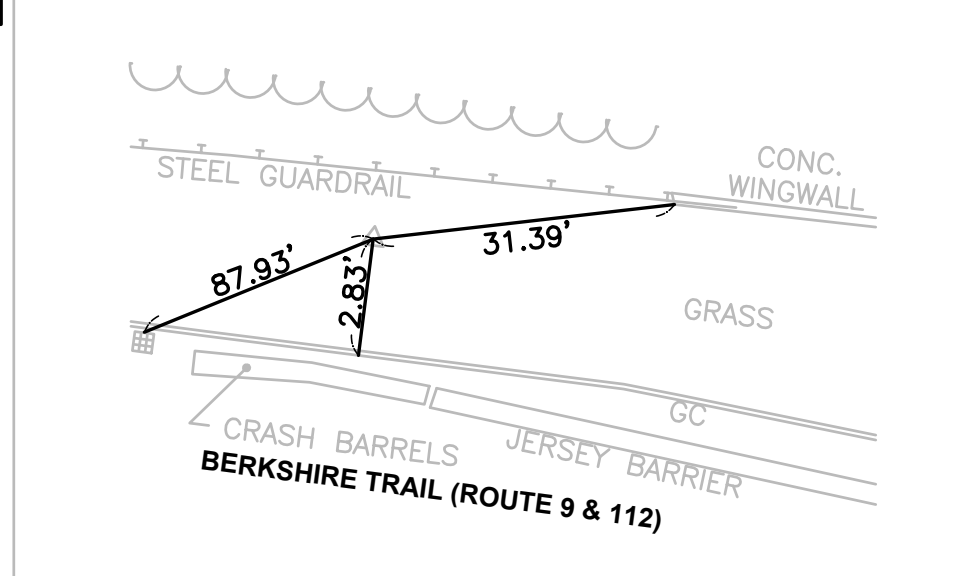 CONC.
WINGWALL
STEEL GUARDRAIL
31.39'
87.93'
2.83'
GRASS
GC
CRASH BARRELS
JERSEY BARRIER
BERKSHIRE TRAIL (ROUTE 9 & 112)